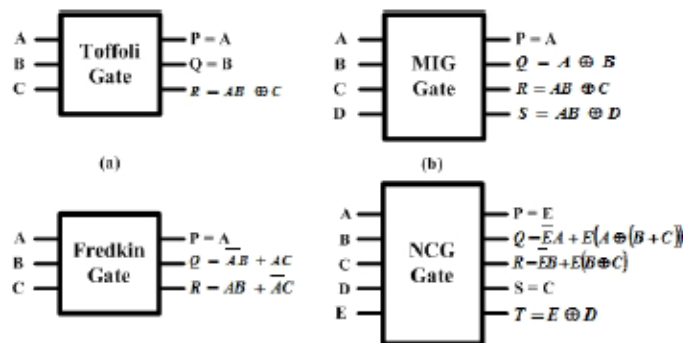 A
B
C
Toffoli
Gate
P = A
Q = B
R = AB ⊕ C
(a)
A
B
C
D
MIG
Gate
P = A
Q = A ⊕ B
R = AB ⊕ C
S = AB ⊕ D
(b)
A
B
C
Fredkin
Gate
P = A
Q = A̅B + AC
R = AB + A̅C
A
B
C
D
E
NCG
Gate
P = E
Q = E̅A + E(A ⊕ (B + C))
R = E̅B + E(B ⊕ C)
S = C
T = E ⊕ D